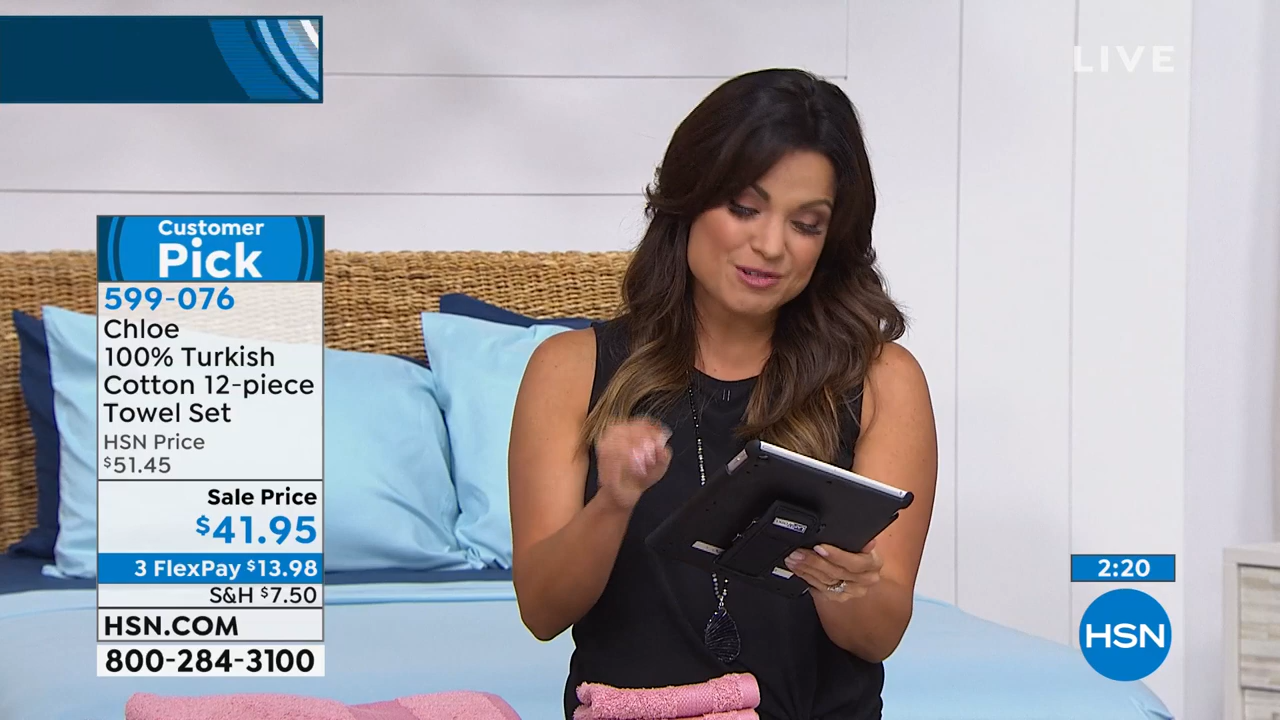 LIVE
Customer
Pick
599-076
Chloe
100% Turkish
Cotton 12-piece
Towel Set
HSN Price
$51.45
Sale Price
$41.95
3 FlexPay $13.98
S&H $7.50
HSN.COM
800-284-3100
2:20
HSN